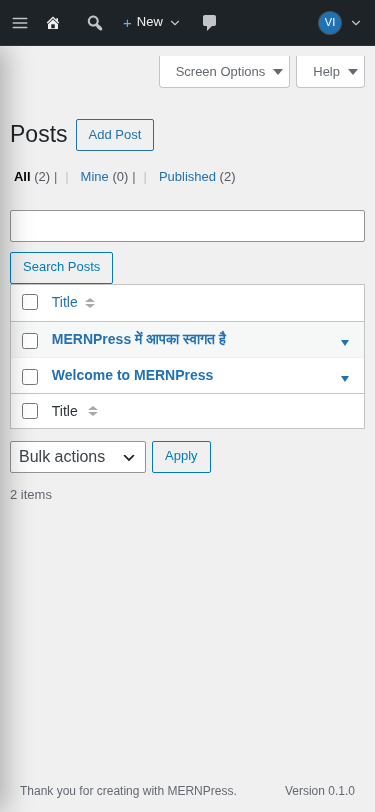 + New VI
Screen Options Help
Posts Add Post
All (2) | | Mine (0) | | Published (2)
Search Posts
Title
MERNPress में आपका स्वागत है
Welcome to MERNPress
Title
Bulk actions Apply
2 items
Thank you for creating with MERNPress. Version 0.1.0